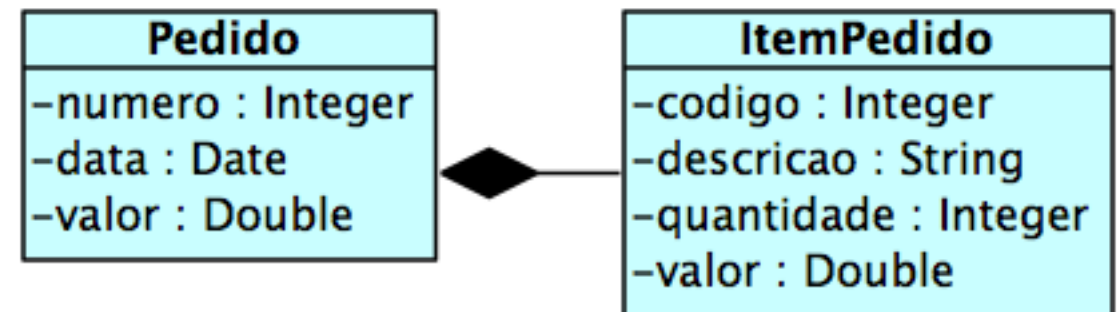 Pedido
-numero : Integer
-data : Date
-valor : Double
ItemPedido
-codigo : Integer
-descricao : String
-quantidade : Integer
-valor : Double